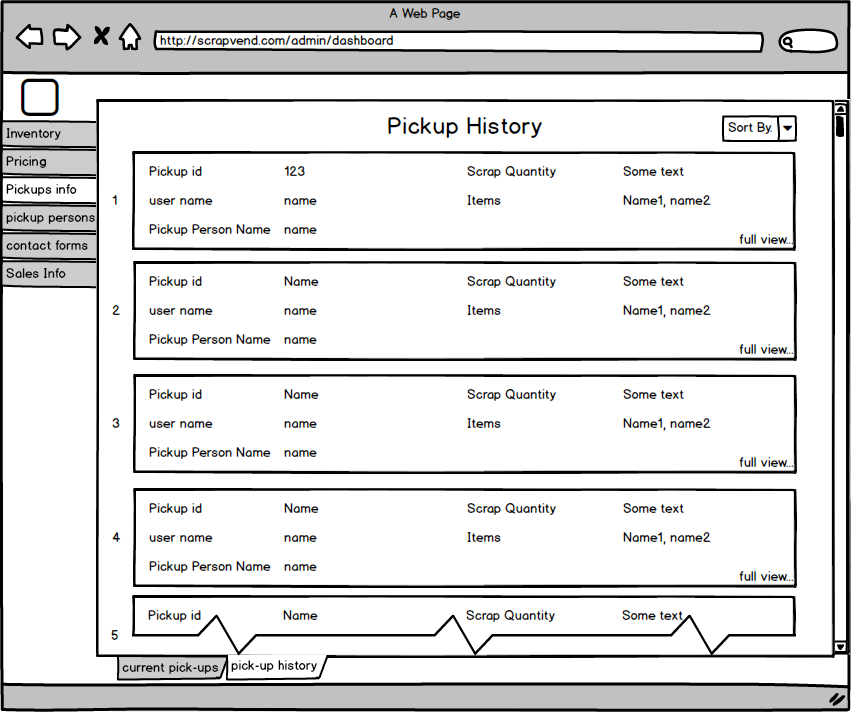 A Web Page
http://scrapvend.com/admin/dashboard
Inventory
Pricing
Pickups info
pickup persons
contact forms
Sales Info
Pickup History
Sort By.
1
Pickup id 123 Scrap Quantity Some text
user name name Items Name1, name2
Pickup Person Name name
full view...
2
Pickup id Name Scrap Quantity Some text
user name name Items Name1, name2
Pickup Person Name name
full view...
3
Pickup id Name Scrap Quantity Some text
user name name Items Name1, name2
Pickup Person Name name
full view...
4
Pickup id Name Scrap Quantity Some text
user name name Items Name1, name2
Pickup Person Name name
full view...
5
Pickup id Name Scrap Quantity Some text
current pick-ups
pick-up history